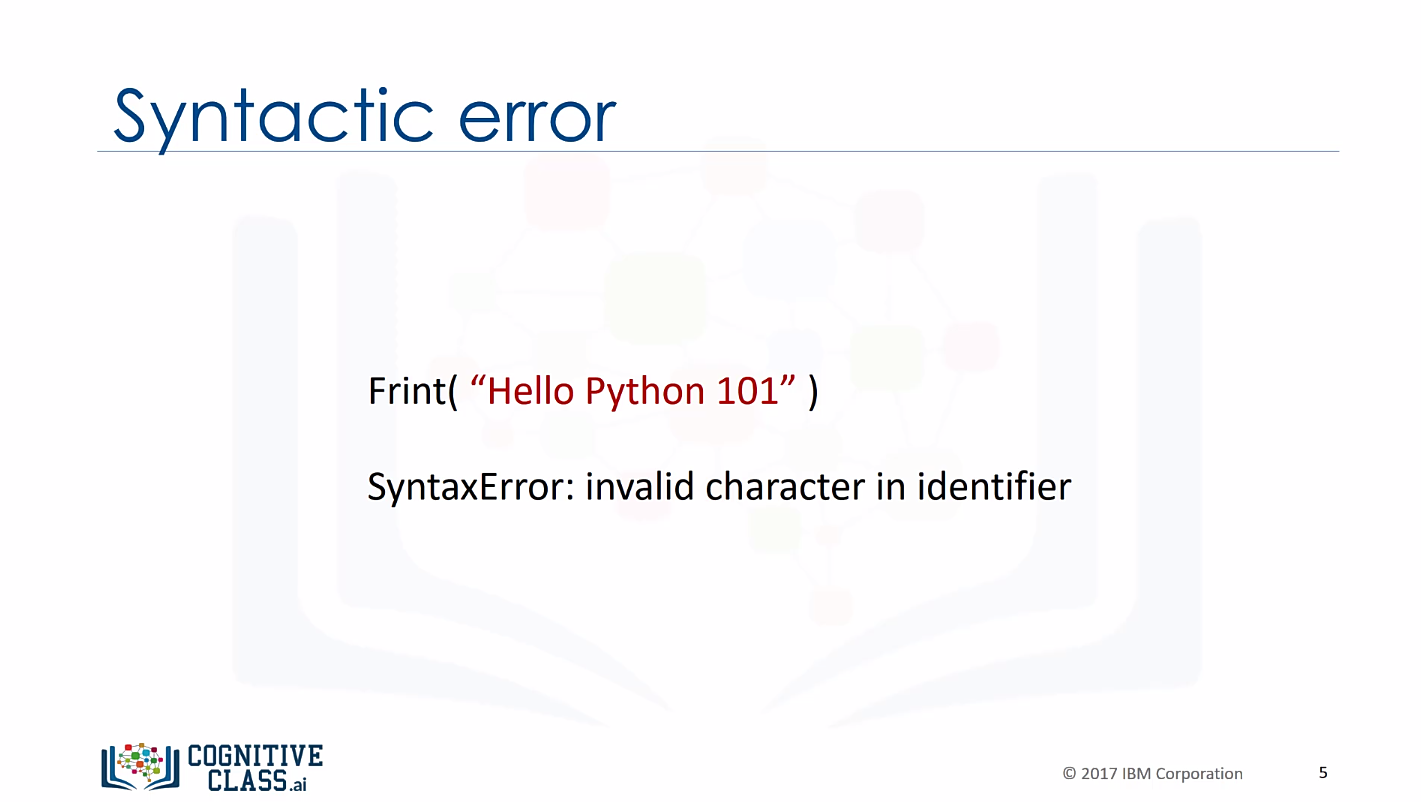 Syntactic error
Frint( “Hello Python 101” )
SyntaxError: invalid character in identifier
COGNITIVE
CLASS.ai
© 2017 IBM Corporation
5